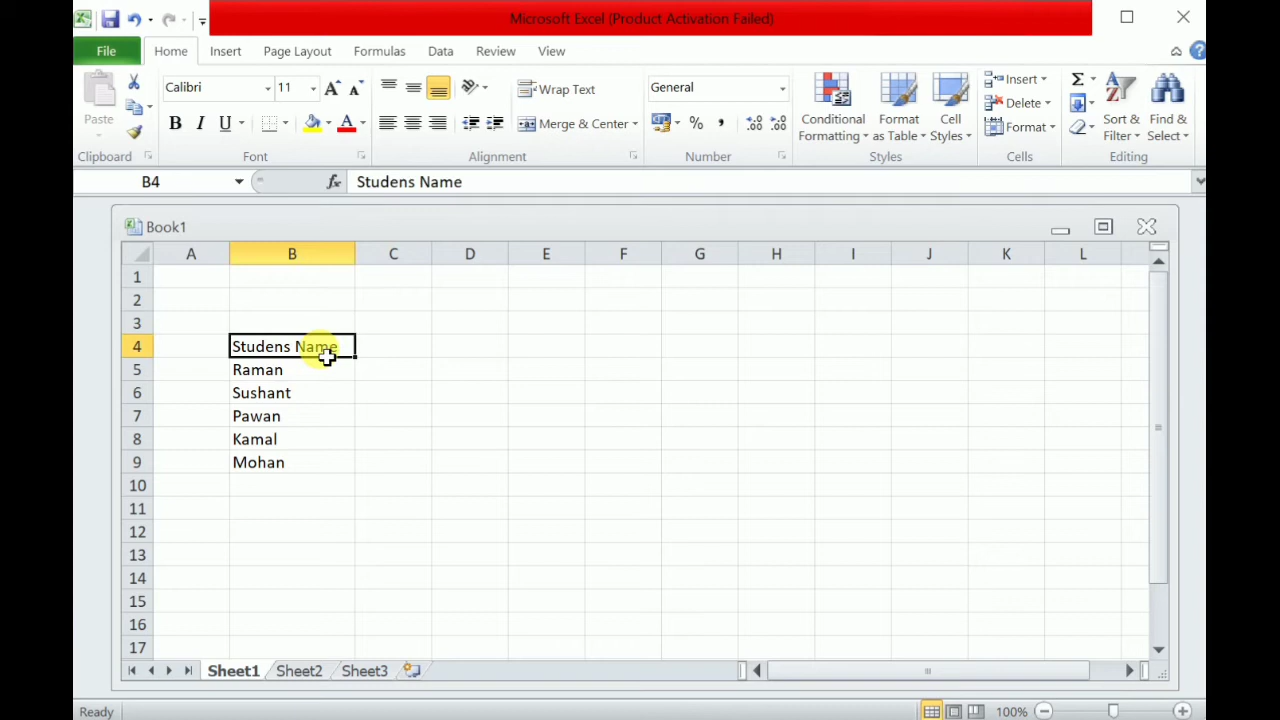 Microsoft Excel (Product Activation Failed)
File Home Insert Page Layout Formulas Data Review View
Paste
Clipboard
Calibri 11
B I U A
Font
Wrap Text
Merge & Center
Alignment
General
% ,
Number
Conditional Formatting
Format as Table
Cell Styles
Styles
Insert
Delete
Format
Cells
Σ
Sort & Filter
Find & Select
Editing
B4 fx Studens Name
Book1
A B C D E F G H I J K L
1
2
3
4 Studens Name
5 Raman
6 Sushant
7 Pawan
8 Kamal
9 Mohan
10
11
12
13
14
15
16
17
Sheet1 Sheet2 Sheet3
Ready 100%